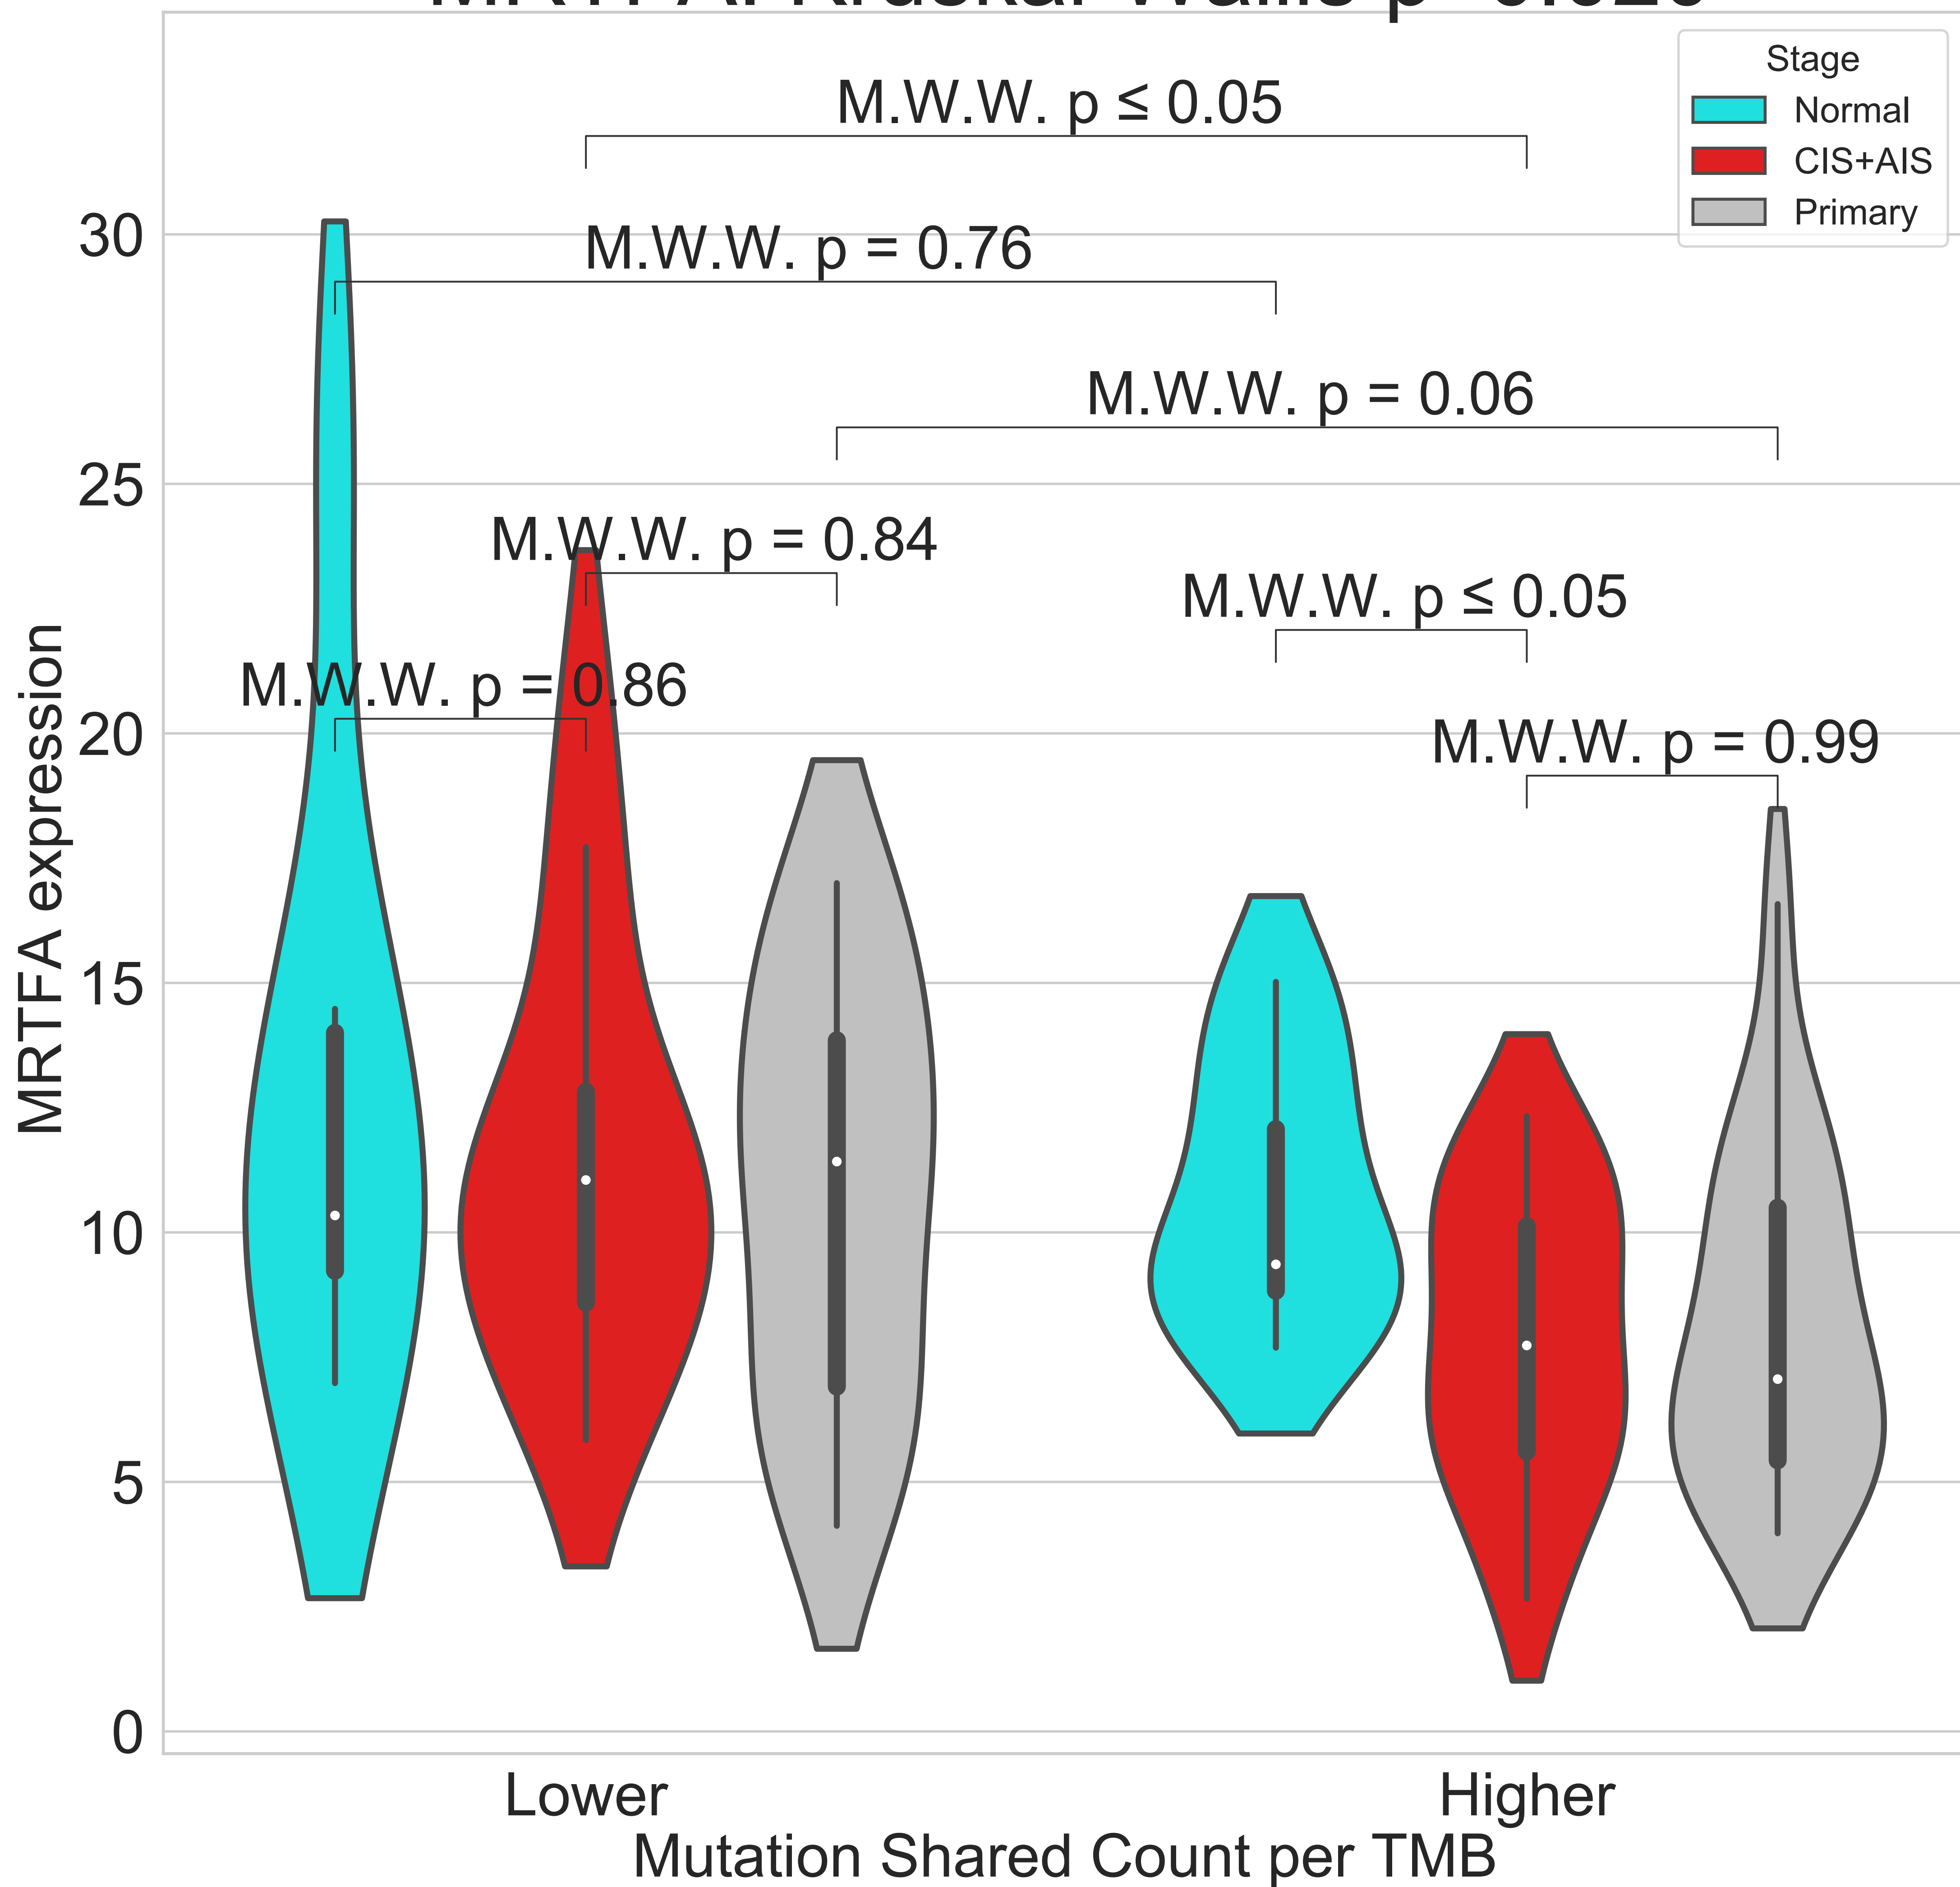 Stage
Normal
CIS+AIS
Primary
M.W.W. p ≤ 0.05
M.W.W. p = 0.76
M.W.W. p = 0.06
M.W.W. p = 0.84
M.W.W. p ≤ 0.05
M.W.W. p = 0.86
M.W.W. p = 0.99
30
25
20
15
10
5
0
MRTFA expression
Lower
Higher
Mutation Shared Count per TMB